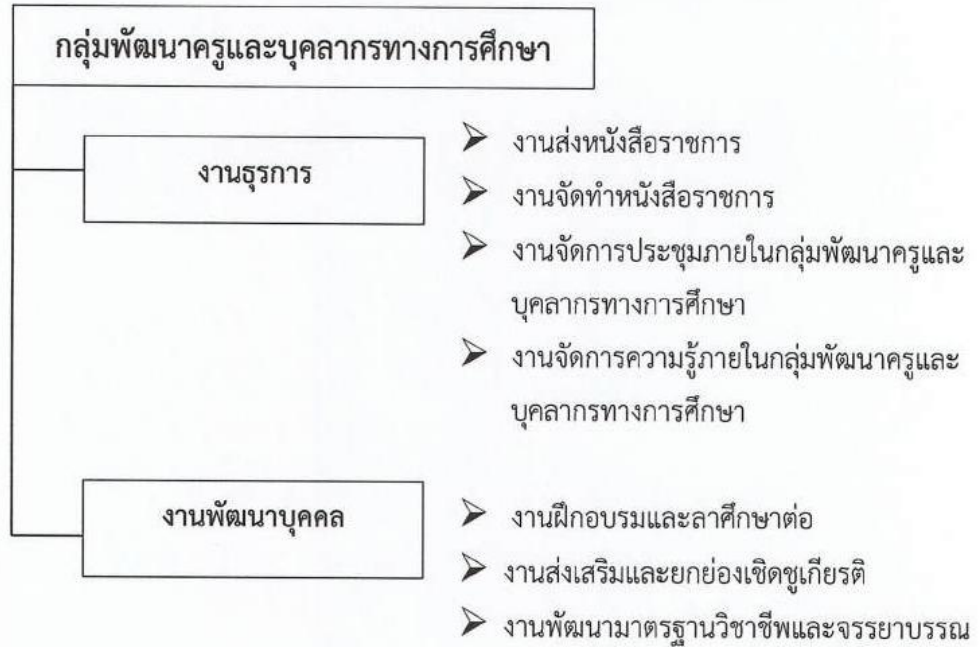 กลุ่มพัฒนาครูและบุคลากรทางการศึกษา
งานธุรการ
งานส่งหนังสือราชการ
งานจัดทำหนังสือราชการ
งานจัดการประชุมภายในกลุ่มพัฒนาครูและ
บุคลากรทางการศึกษา
งานจัดการความรู้ภายในกลุ่มพัฒนาครูและ
บุคลากรทางการศึกษา
งานพัฒนาบุคคล
งานฝึกอบรมและลาศึกษาต่อ
งานส่งเสริมและยกย่องเชิดชูเกียรติ
งานพัฒนามาตรฐานวิชาชีพและจรรยาบรรณ